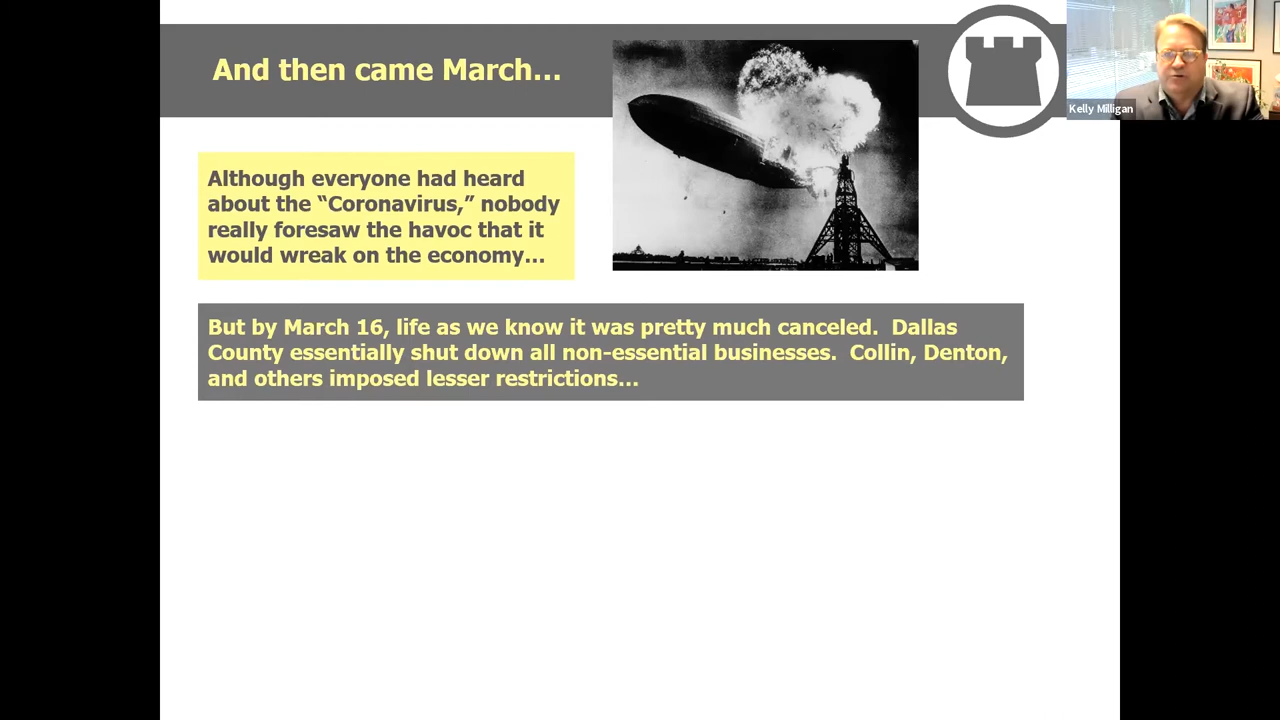 And then came March...
Kelly Milligan
Although everyone had heard
about the “Coronavirus,” nobody
really foresaw the havoc that it
would wreak on the economy...
But by March 16, life as we know it was pretty much canceled.  Dallas
County essentially shut down all non-essential businesses.  Collin, Denton,
and others imposed lesser restrictions...